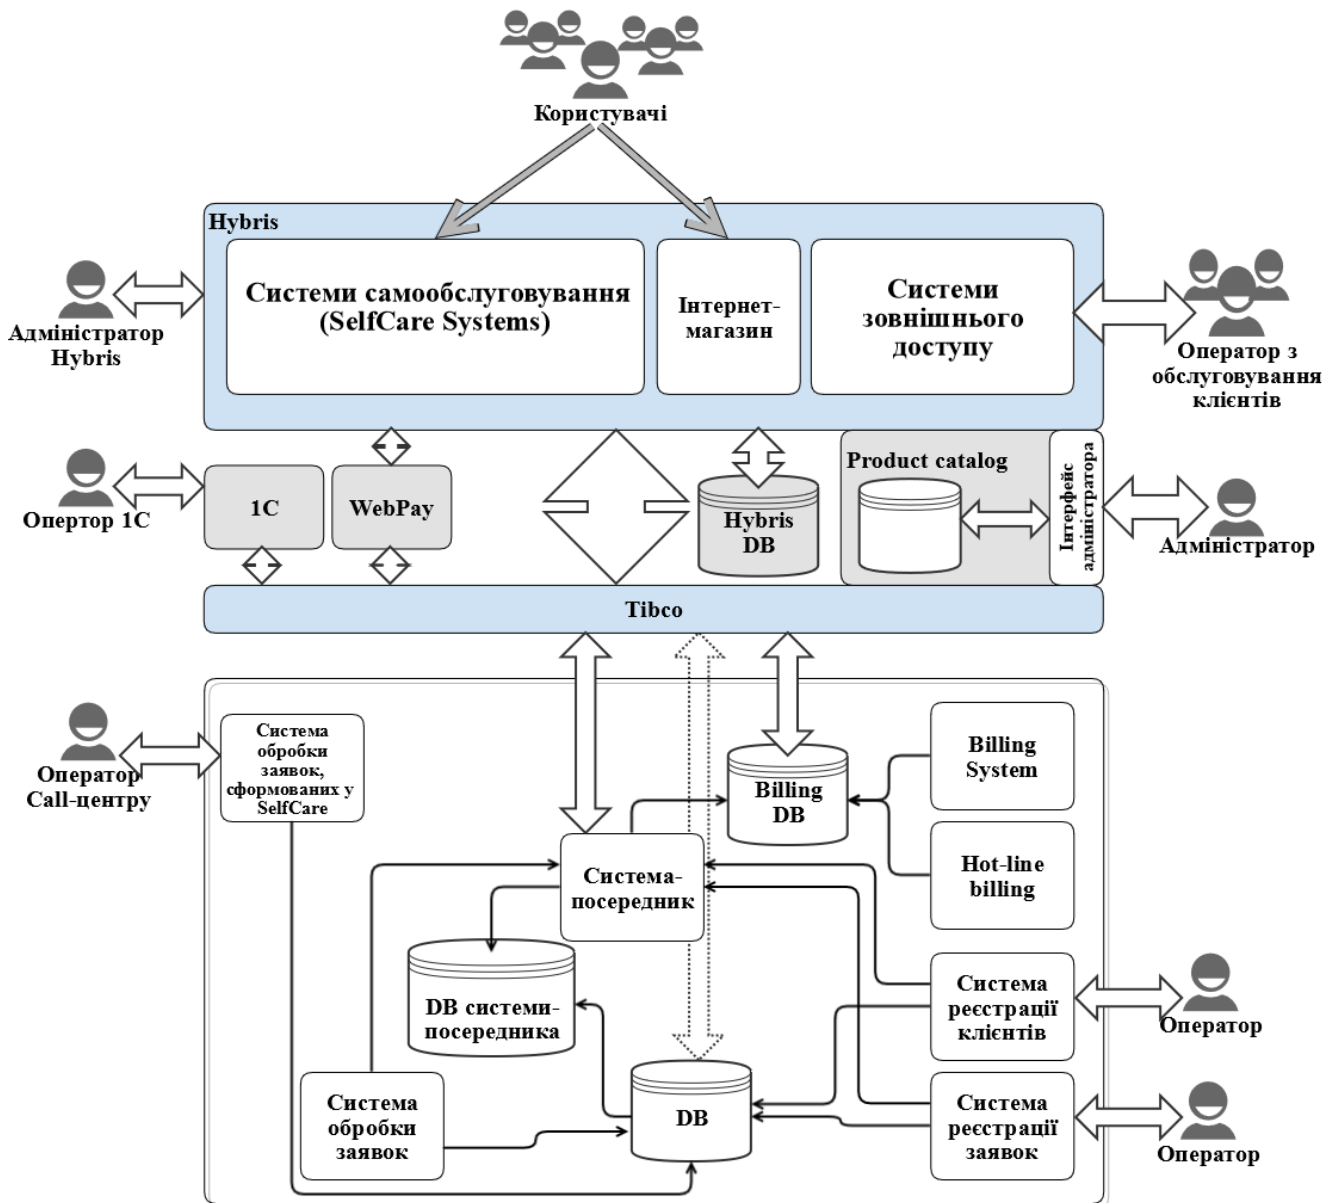 Користувачі
Hybris
Системи самообслуговування
(SelfCare Systems)
Інтернет-
магазин
Системи
зовнішнього
доступу
Адміністратор
Hybris
Оператор з
обслуговування
клієнтів
Опертор 1С
1С
WebPay
Hybris
DB
Product catalog
Інтерфейс
адміністратора
Адміністратор
Tibco
Оператор
Call-центру
Система
обробки
заявок,
сформованих у
SelfCare
Billing
DB
Billing
System
Hot-line
billing
Система-
посередник
DB системи-
посередника
Система
реєстрації
клієнтів
Оператор
Система
обробки
заявок
DB
Система
реєстрації
заявок
Оператор